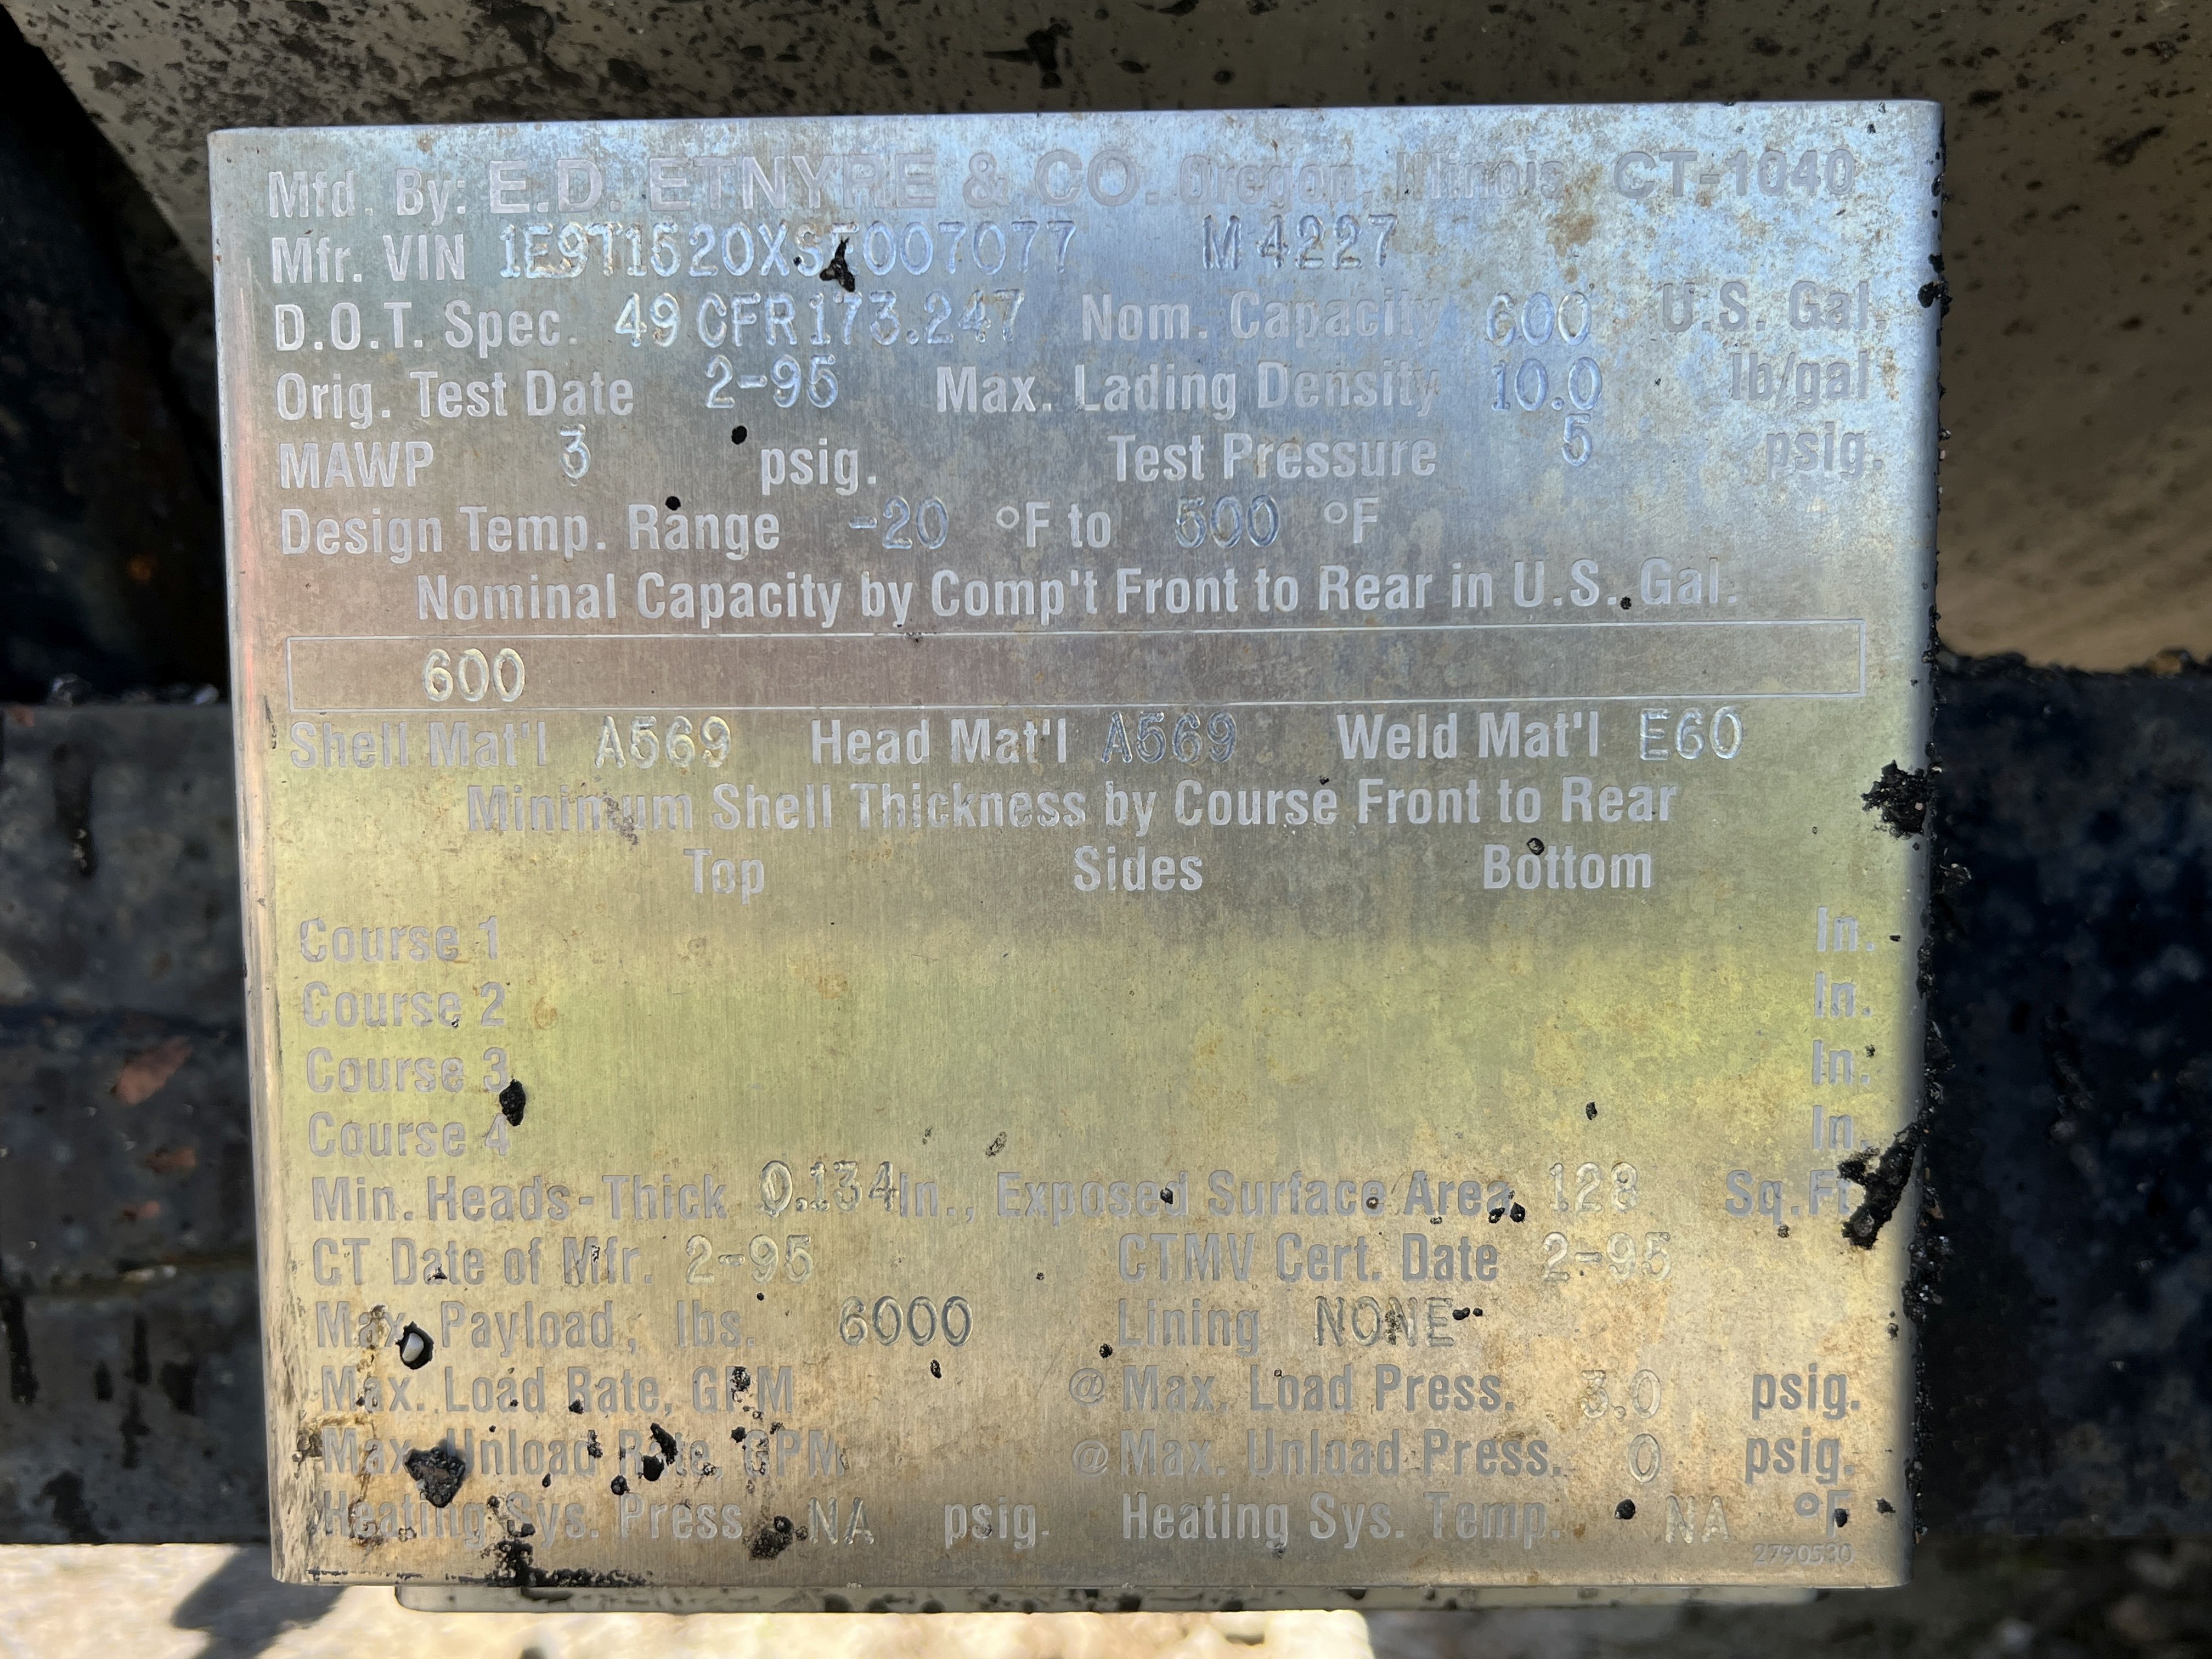 Mfd. By: E.D. ETNYRE & CO. Oregon, Illinois CT-1040
Mfr. VIN M4227
D.O.T. Spec. 49CFR173.247 Nom. Capacity 600 U.S. Gal.
Orig. Test Date 2-95 Max. Lading Density 10.0 lb/gal
MAWP 3 psig. Test Pressure 5 psig.
Design Temp. Range -20 °F to 500 °F
Nominal Capacity by Comp't Front to Rear in U.S. Gal.
600
Shell Mat'l A569 Head Mat'l A569 Weld Mat'l E60
Minimum Shell Thickness by Course Front to Rear
Top Sides Bottom
Course 1 In.
Course 2 In.
Course 3 In.
Course 4 In.
Min. Heads-Thick 0.134 In., Exposed Surface Area 128 Sq.Ft
CT Date of Mfr. 2-95 CTMV Cert. Date 2-95
Max. Payload, lbs. 6000 Lining NONE
Max. Load Rate, GPM @ Max. Load Press. 3.0 psig.
Max. Unload Rate, GPM @ Max. Unload Press. 0 psig.
Heating Sys. Press. NA psig. Heating Sys. Temp. NA °F